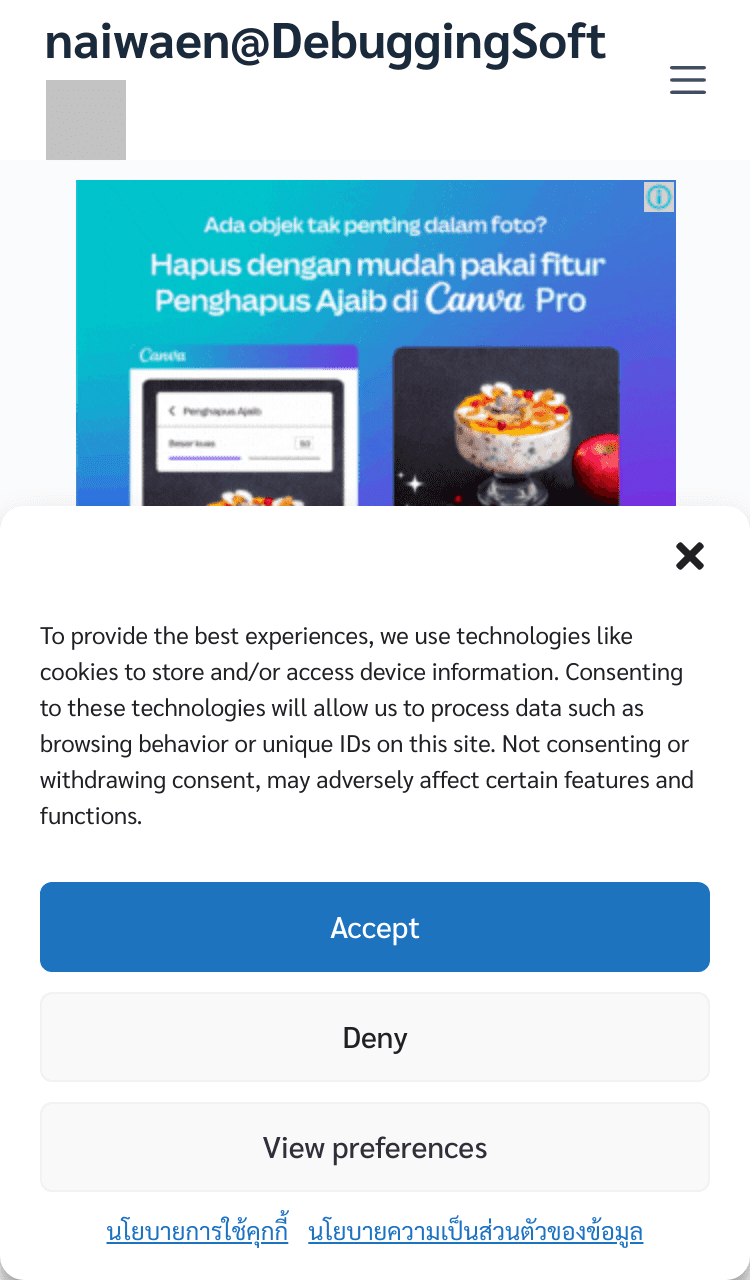 naiwaen@DebuggingSoft
Ada objek tak penting dalam foto?
Hapus dengan mudah pakai fitur
Penghapus Ajaib di Canva Pro
Canva
Penghapus Ajaib
Besar kuas
50
To provide the best experiences, we use technologies like
cookies to store and/or access device information. Consenting
to these technologies will allow us to process data such as
browsing behavior or unique IDs on this site. Not consenting or
withdrawing consent, may adversely affect certain features and
functions.
Accept
Deny
View preferences
นโยบายการใช้คุกกี้ นโยบายความเป็นส่วนตัวของข้อมูล